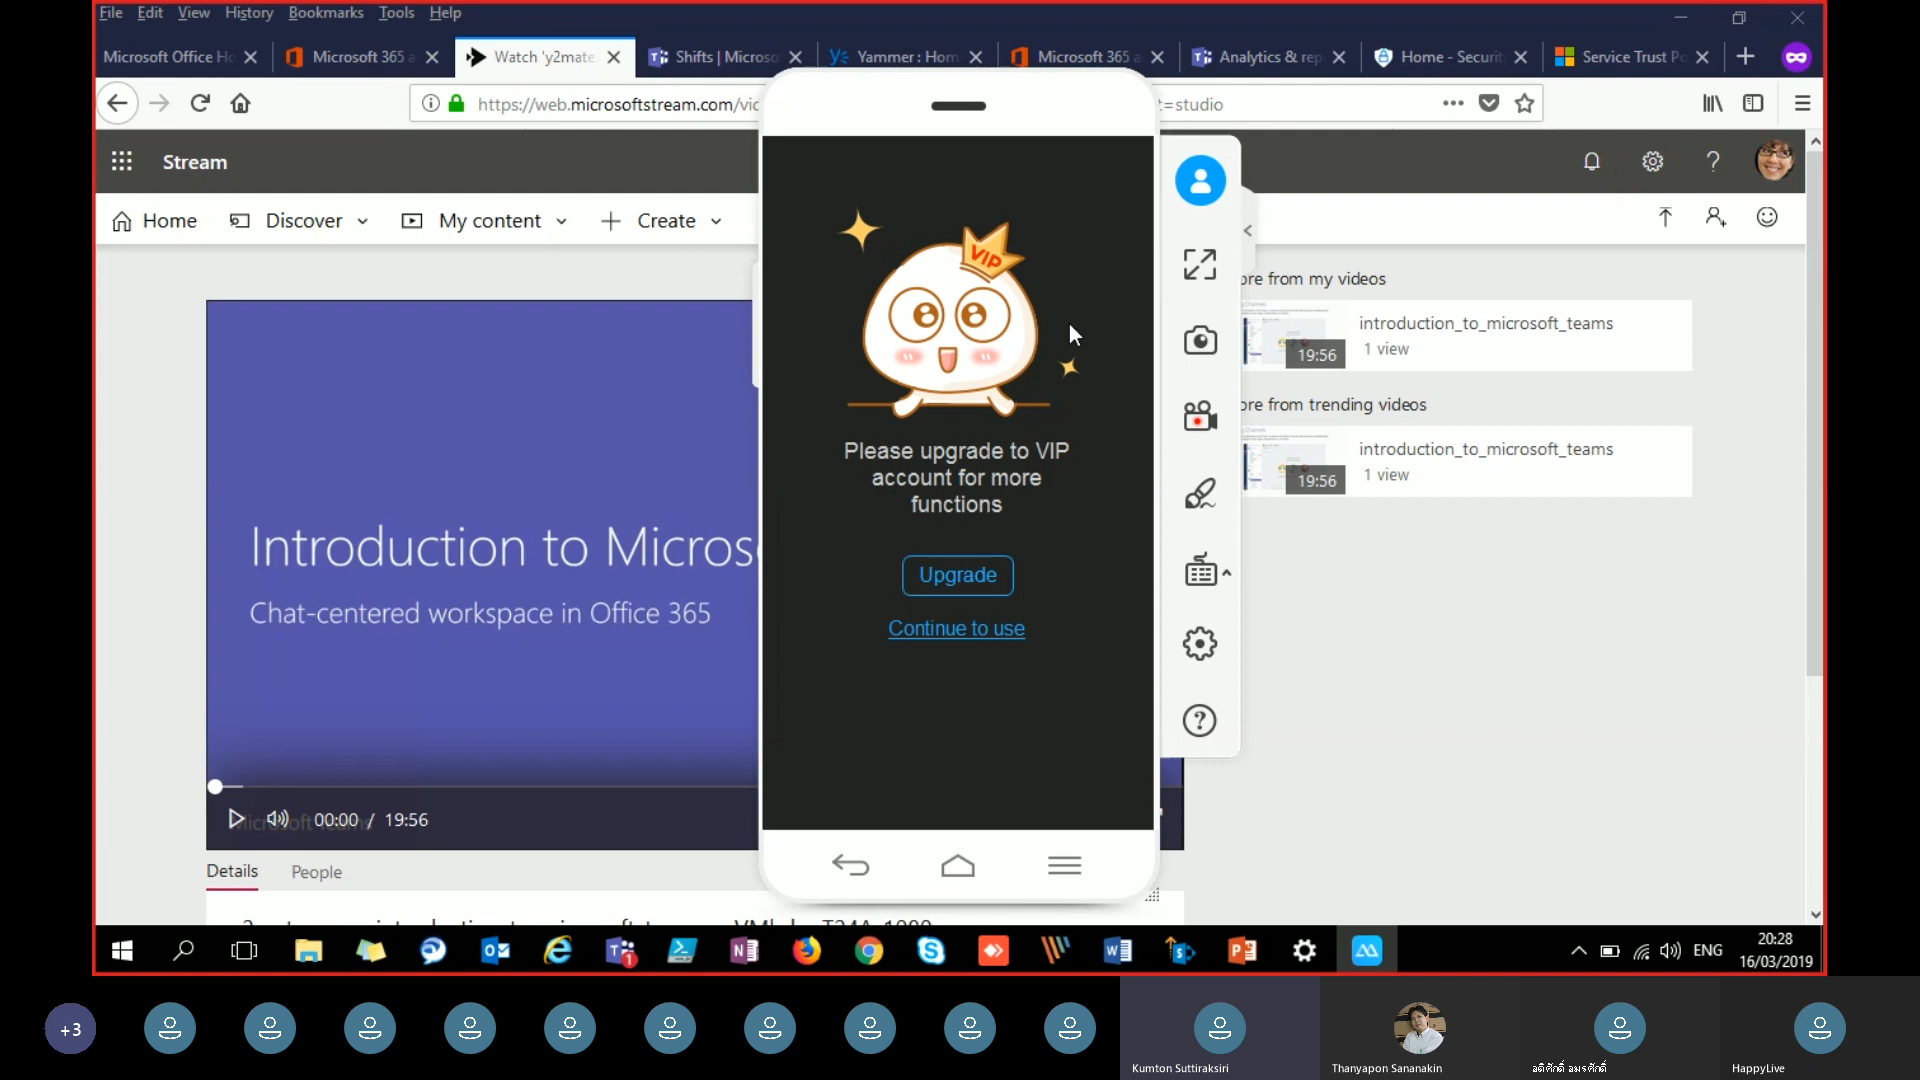 File Edit View History Bookmarks Tools Help
Microsoft Office Ho
Microsoft 365 a
Watch 'y2mate.
Shifts | Microso
Yammer : Hom
Microsoft 365 a
Analytics & rep
Home - Securit
Service Trust Po
https://web.microsoftstream.com/vid
t=studio
Stream
Home Discover My content + Create
ore from my videos
introduction_to_microsoft_teams
1 view
19:56
ore from trending videos
introduction_to_microsoft_teams
1 view
19:56
VIP
Please upgrade to VIP
account for more
functions
Upgrade
Continue to use
Introduction to Micros
Chat-centered workspace in Office 365
00:00 / 19:56
Details People
ENG
20:28
16/03/2019
+3
Kumton Suttiraksiri
Thanyapon Sananakin
HappyLive